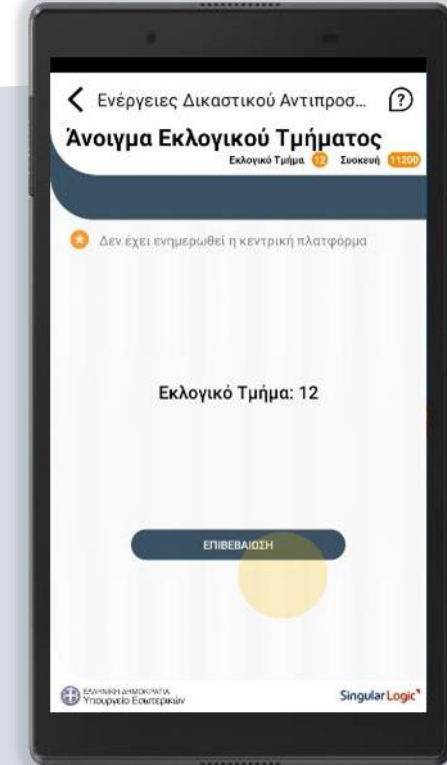 Ενέργειες Δικαστικού Αντιπροσ...
Άνοιγμα Εκλογικού Τμήματος
Εκλογικό Τμήμα 12 Συσκευή 11200
Δεν έχει ενημερωθεί η κεντρική πλατφόρμα
Εκλογικό Τμήμα: 12
ΕΠΙΒΕΒΑΙΩΣΗ
ΕΛΛΗΝΙΚΗ ΔΗΜΟΚΡΑΤΙΑ
Υπουργείο Εσωτερικών
SingularLogic